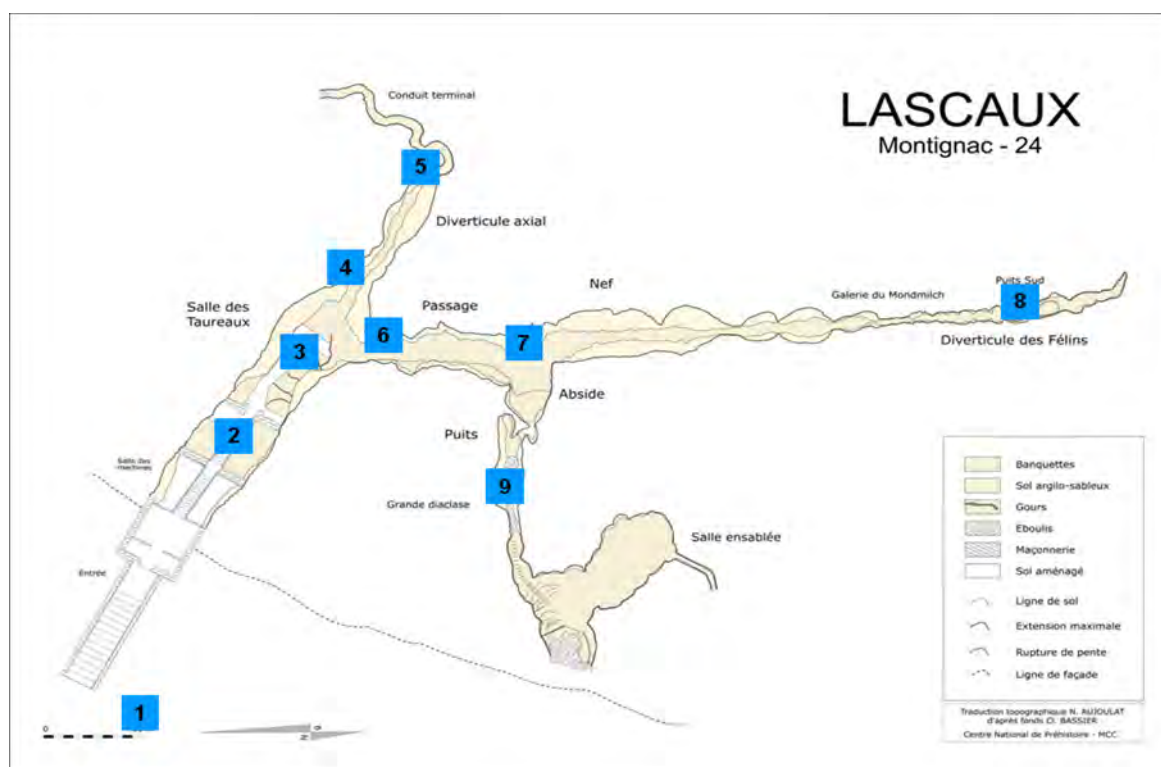 LASCAUX
Montignac - 24
Conduit terminal
5
Diverticule axial
4
Salle des
Taureaux
Passage
Nef
Galerie du Mondmilch
Puits Sud
8
Diverticule des Félins
6
7
3
Abside
2
Puits
Salle des
machines
9
Grande diaclase
Salle ensablée
Entrée
1
0
N
Banquettes
Sol argilo-sableux
Gours
Eboulis
Maçonnerie
Sol aménagé
Ligne de sol
Extension maximale
Rupture de pente
Ligne de façade
Traduction topographique N. AUJOULAT
d'après fonds Cl. BASSIER
Centre National de Préhistoire - MCC